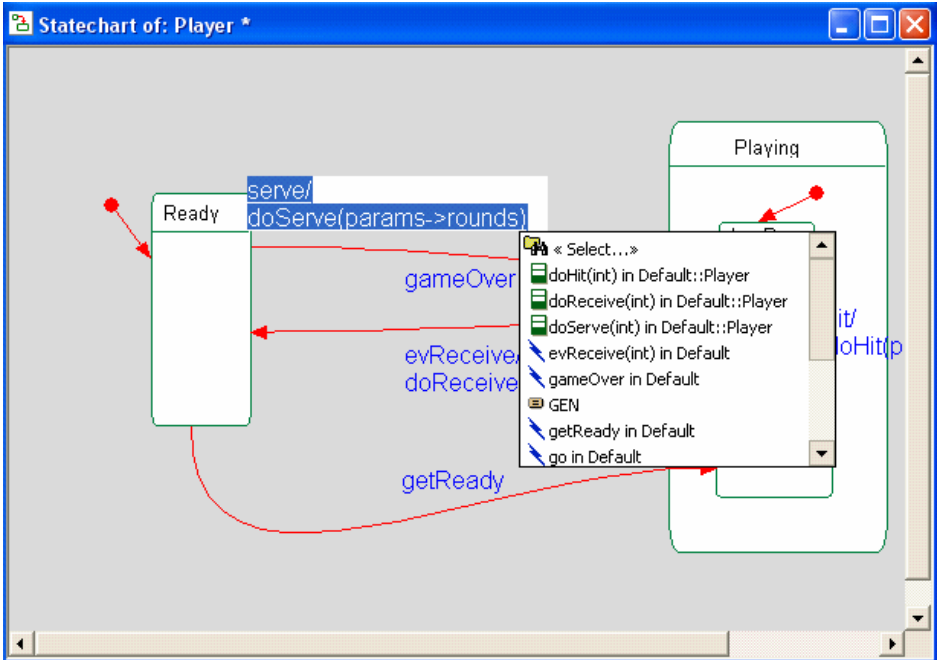 Statechart of: Player *
Playing
serve/
Ready
doServe(params->rounds)
« Select...»
gameOver
doHit(int) in Default::Player
doReceive(int) in Default::Player
it/
doServe(int) in Default::Player
evReceive/
evReceive(int) in Default
doHit(p
doReceive
gameOver in Default
GEN
getReady in Default
go in Default
getReady